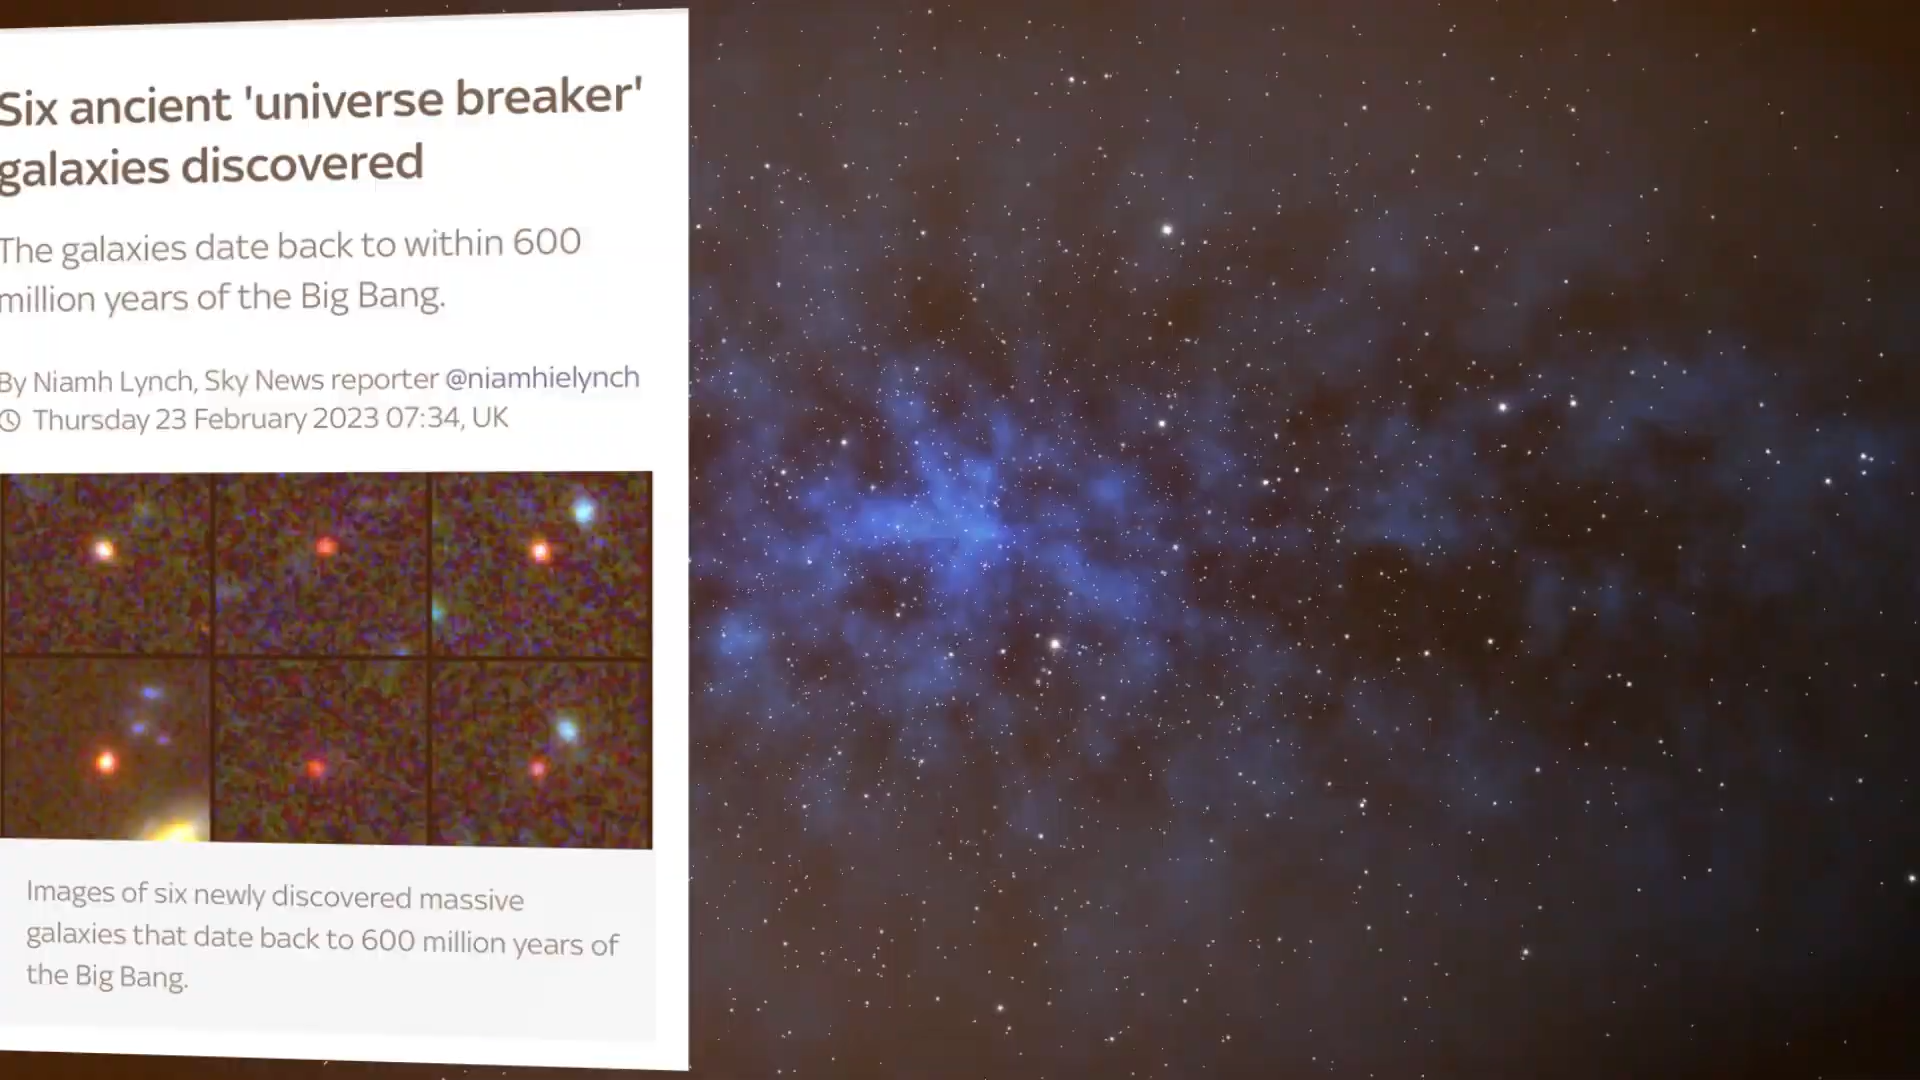 Six ancient 'universe breaker'
galaxies discovered
The galaxies date back to within 600
million years of the Big Bang.
By Niamh Lynch, Sky News reporter @niamhielynch
Thursday 23 February 2023 07:34, UK
Images of six newly discovered massive
galaxies that date back to 600 million years of
the Big Bang.